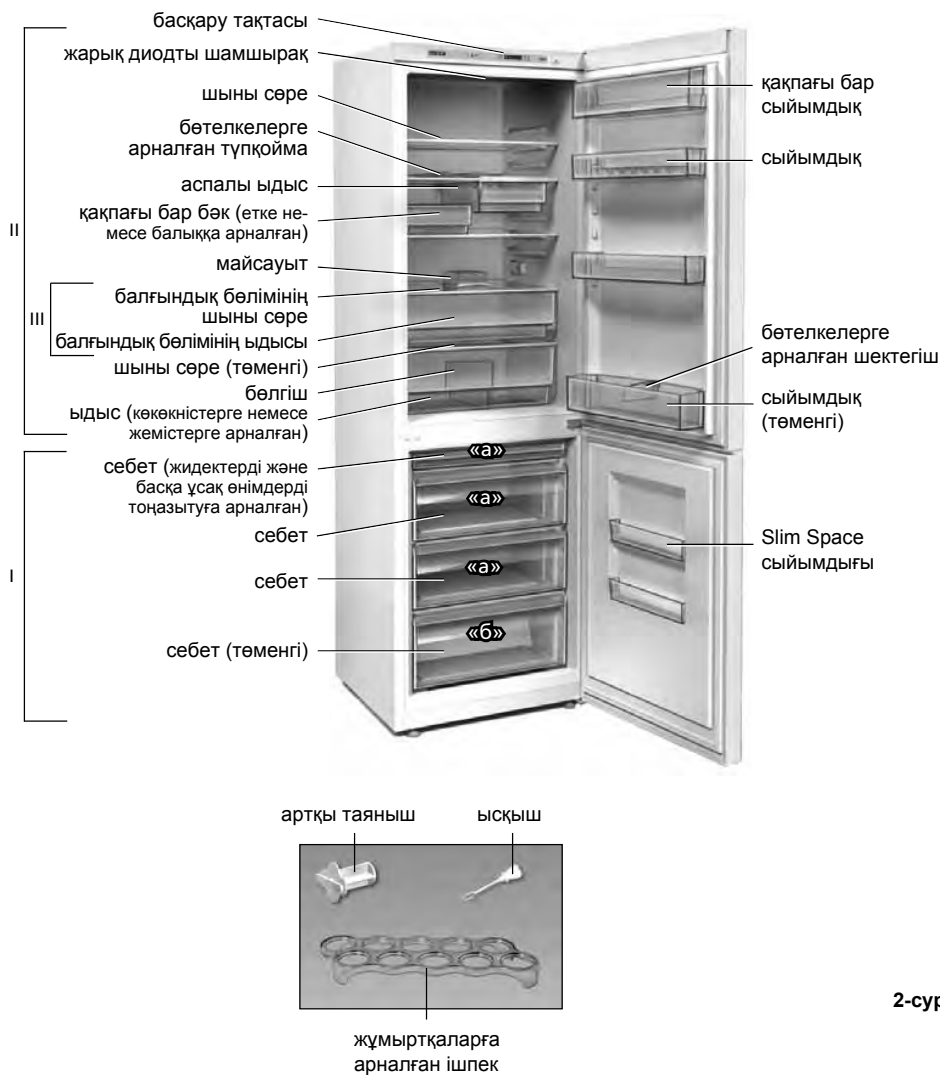 басқару тақтасы
жарық диодты шамшырақ
шыны сөре
бөтелкелерге
арналған түпқойма
аспалы ыдыс
қақпағы бар бәк (етке не-
месе балыққа арналған)
майсауыт
балғындық бөлімінің
шыны сөре
балғындық бөлімінің ыдысы
шыны сөре (төменгі)
бөлгіш
ыдыс (көкөкністерге немесе
жемістерге арналған)
себет (жидектерді және
басқа ұсақ өнімдерді
тоңазытуға арналған)
себет
себет
себет (төменгі)
II
III
I
«а»
«а»
«а»
«б»
қақпағы бар
сыйымдық
сыйымдық
бөтелкелерге
арналған шектегіш
сыйымдық
(төменгі)
Slim Space
сыйымдығы
артқы таяныш
ысқыш
жұмыртқаларға
арналған ішпек
2-сур